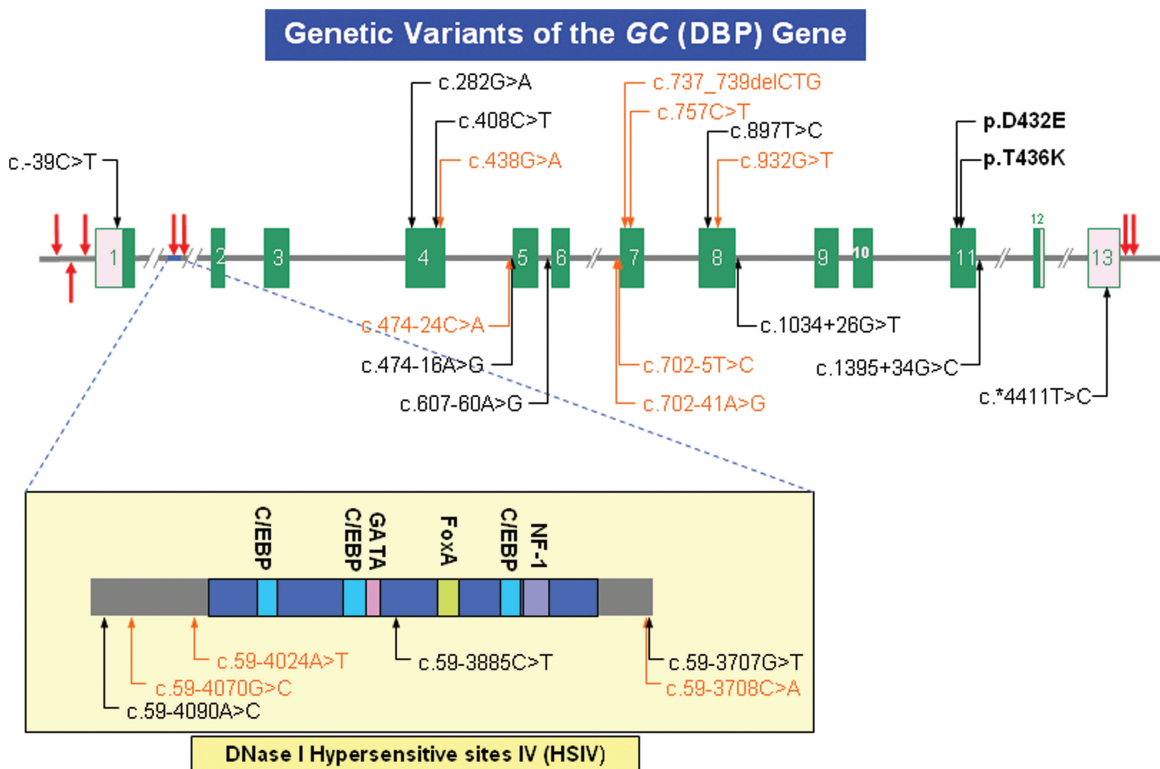 Genetic Variants of the GC (DBP) Gene
c.282G>A
c.737_739delCTG
c.757C>T
c.408C>T
c.897T>C
p.D432E
c.-39C>T
c.438G>A
c.932G>T
p.T436K
1
2
3
4
5
6
7
8
9
10
11
12
13
c.474-24C>A
c.1034+26G>T
c.474-16A>G
c.702-5T>C
c.1395+34G>C
c.*4411T>C
c.607-60A>G
c.702-41A>G
C/EBP
C/EBP
GATA
FoxA
C/EBP
NF-1
c.59-4024A>T
c.59-3885C>T
c.59-3707G>T
c.59-4070G>C
c.59-3708C>A
c.59-4090A>C
DNase I Hypersensitive sites IV (HSIV)